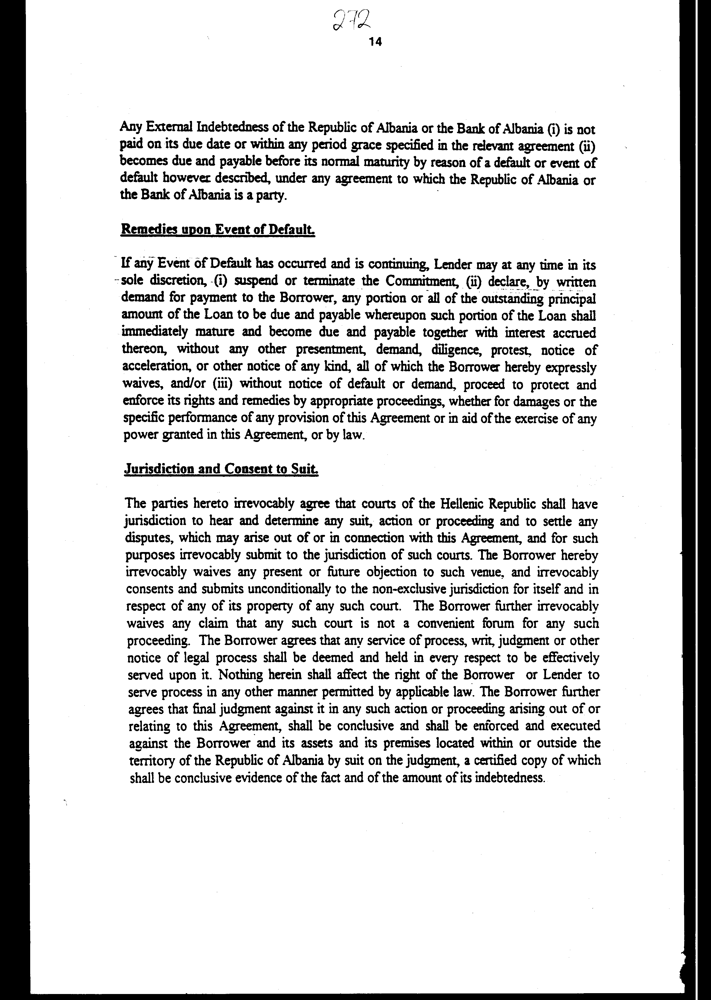 272
14
Any External Indebtedness of the Republic of Albania or the Bank of Albania (i) is not
paid on its due date or within any period grace specified in the relevant agreement (ii)
becomes due and payable before its normal maturity by reason of a default or event of
default however described, under any agreement to which the Republic of Albania or
the Bank of Albania is a party.
Remedies upon Event of Default.
If any Event of Default has occurred and is continuing, Lender may at any time in its
sole discretion, (i) suspend or terminate the Commitment, (ii) declare, by written
demand for payment to the Borrower, any portion or all of the outstanding principal
amount of the Loan to be due and payable whereupon such portion of the Loan shall
immediately mature and become due and payable together with interest accrued
thereon, without any other presentment, demand, diligence, protest, notice of
acceleration, or other notice of any kind, all of which the Borrower hereby expressly
waives, and/or (iii) without notice of default or demand, proceed to protect and
enforce its rights and remedies by appropriate proceedings, whether for damages or the
specific performance of any provision of this Agreement or in aid of the exercise of any
power granted in this Agreement, or by law.
Jurisdiction and Consent to Suit.
The parties hereto irrevocably agree that courts of the Hellenic Republic shall have
jurisdiction to hear and determine any suit, action or proceeding and to settle any
disputes, which may arise out of or in connection with this Agreement, and for such
purposes irrevocably submit to the jurisdiction of such courts. The Borrower hereby
irrevocably waives any present or future objection to such venue, and irrevocably
consents and submits unconditionally to the non-exclusive jurisdiction for itself and in
respect of any of its property of any such court. The Borrower further irrevocably
waives any claim that any such court is not a convenient forum for any such
proceeding. The Borrower agrees that any service of process, writ, judgment or other
notice of legal process shall be deemed and held in every respect to be effectively
served upon it. Nothing herein shall affect the right of the Borrower or Lender to
serve process in any other manner permitted by applicable law. The Borrower further
agrees that final judgment against it in any such action or proceeding arising out of or
relating to this Agreement, shall be conclusive and shall be enforced and executed
against the Borrower and its assets and its premises located within or outside the
territory of the Republic of Albania by suit on the judgment, a certified copy of which
shall be conclusive evidence of the fact and of the amount of its indebtedness.